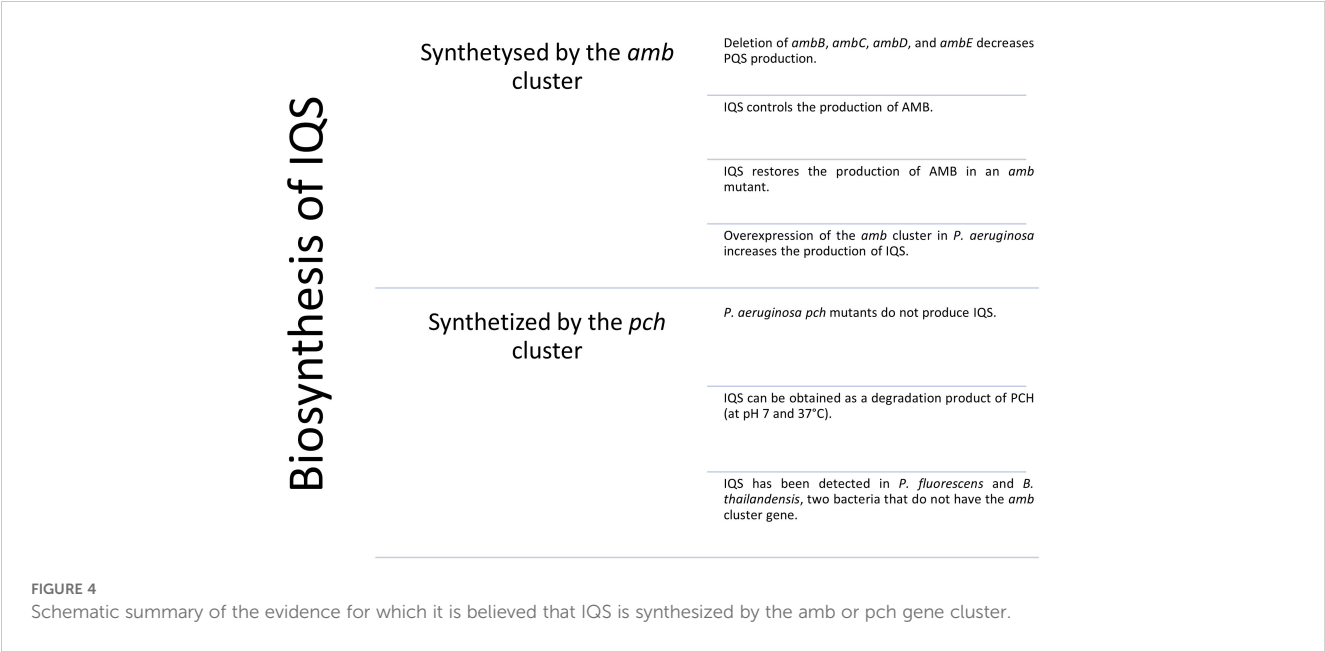 Biosynthesis of IQS
Synthetysed by the amb
cluster
Deletion of ambB, ambC, ambD, and ambE decreases
PQS production.
IQS controls the production of AMB.
IQS restores the production of AMB in an amb
mutant.
Overexpression of the amb cluster in P. aeruginosa
increases the production of IQS.
Synthetized by the pch
cluster
P. aeruginosa pch mutants do not produce IQS.
IQS can be obtained as a degradation product of PCH
(at pH 7 and 37°C).
IQS has been detected in P. fluorescens and B.
thailandensis, two bacteria that do not have the amb
cluster gene.
FIGURE 4
Schematic summary of the evidence for which it is believed that IQS is synthesized by the amb or pch gene cluster.